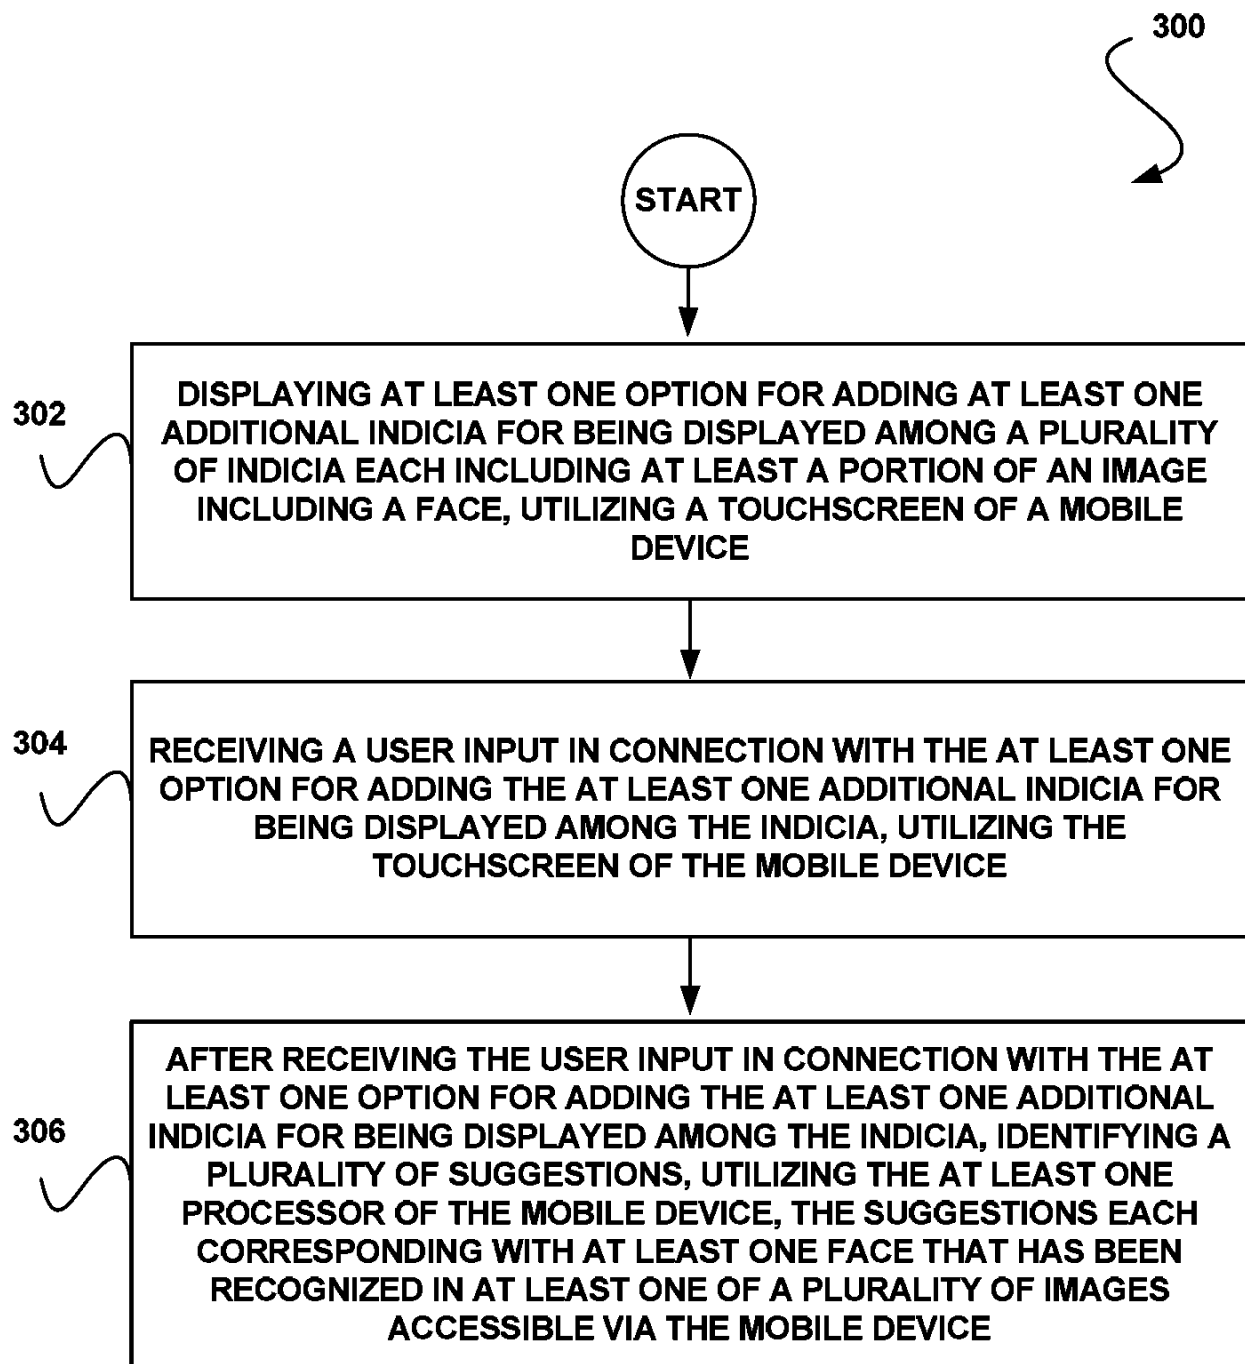 300
START
302
DISPLAYING AT LEAST ONE OPTION FOR ADDING AT LEAST ONE
ADDITIONAL INDICIA FOR BEING DISPLAYED AMONG A PLURALITY
OF INDICIA EACH INCLUDING AT LEAST A PORTION OF AN IMAGE
INCLUDING A FACE, UTILIZING A TOUCHSCREEN OF A MOBILE
DEVICE
304
RECEIVING A USER INPUT IN CONNECTION WITH THE AT LEAST ONE
OPTION FOR ADDING THE AT LEAST ONE ADDITIONAL INDICIA FOR
BEING DISPLAYED AMONG THE INDICIA, UTILIZING THE
TOUCHSCREEN OF THE MOBILE DEVICE
306
AFTER RECEIVING THE USER INPUT IN CONNECTION WITH THE AT
LEAST ONE OPTION FOR ADDING THE AT LEAST ONE ADDITIONAL
INDICIA FOR BEING DISPLAYED AMONG THE INDICIA, IDENTIFYING A
PLURALITY OF SUGGESTIONS, UTILIZING THE AT LEAST ONE
PROCESSOR OF THE MOBILE DEVICE, THE SUGGESTIONS EACH
CORRESPONDING WITH AT LEAST ONE FACE THAT HAS BEEN
RECOGNIZED IN AT LEAST ONE OF A PLURALITY OF IMAGES
ACCESSIBLE VIA THE MOBILE DEVICE